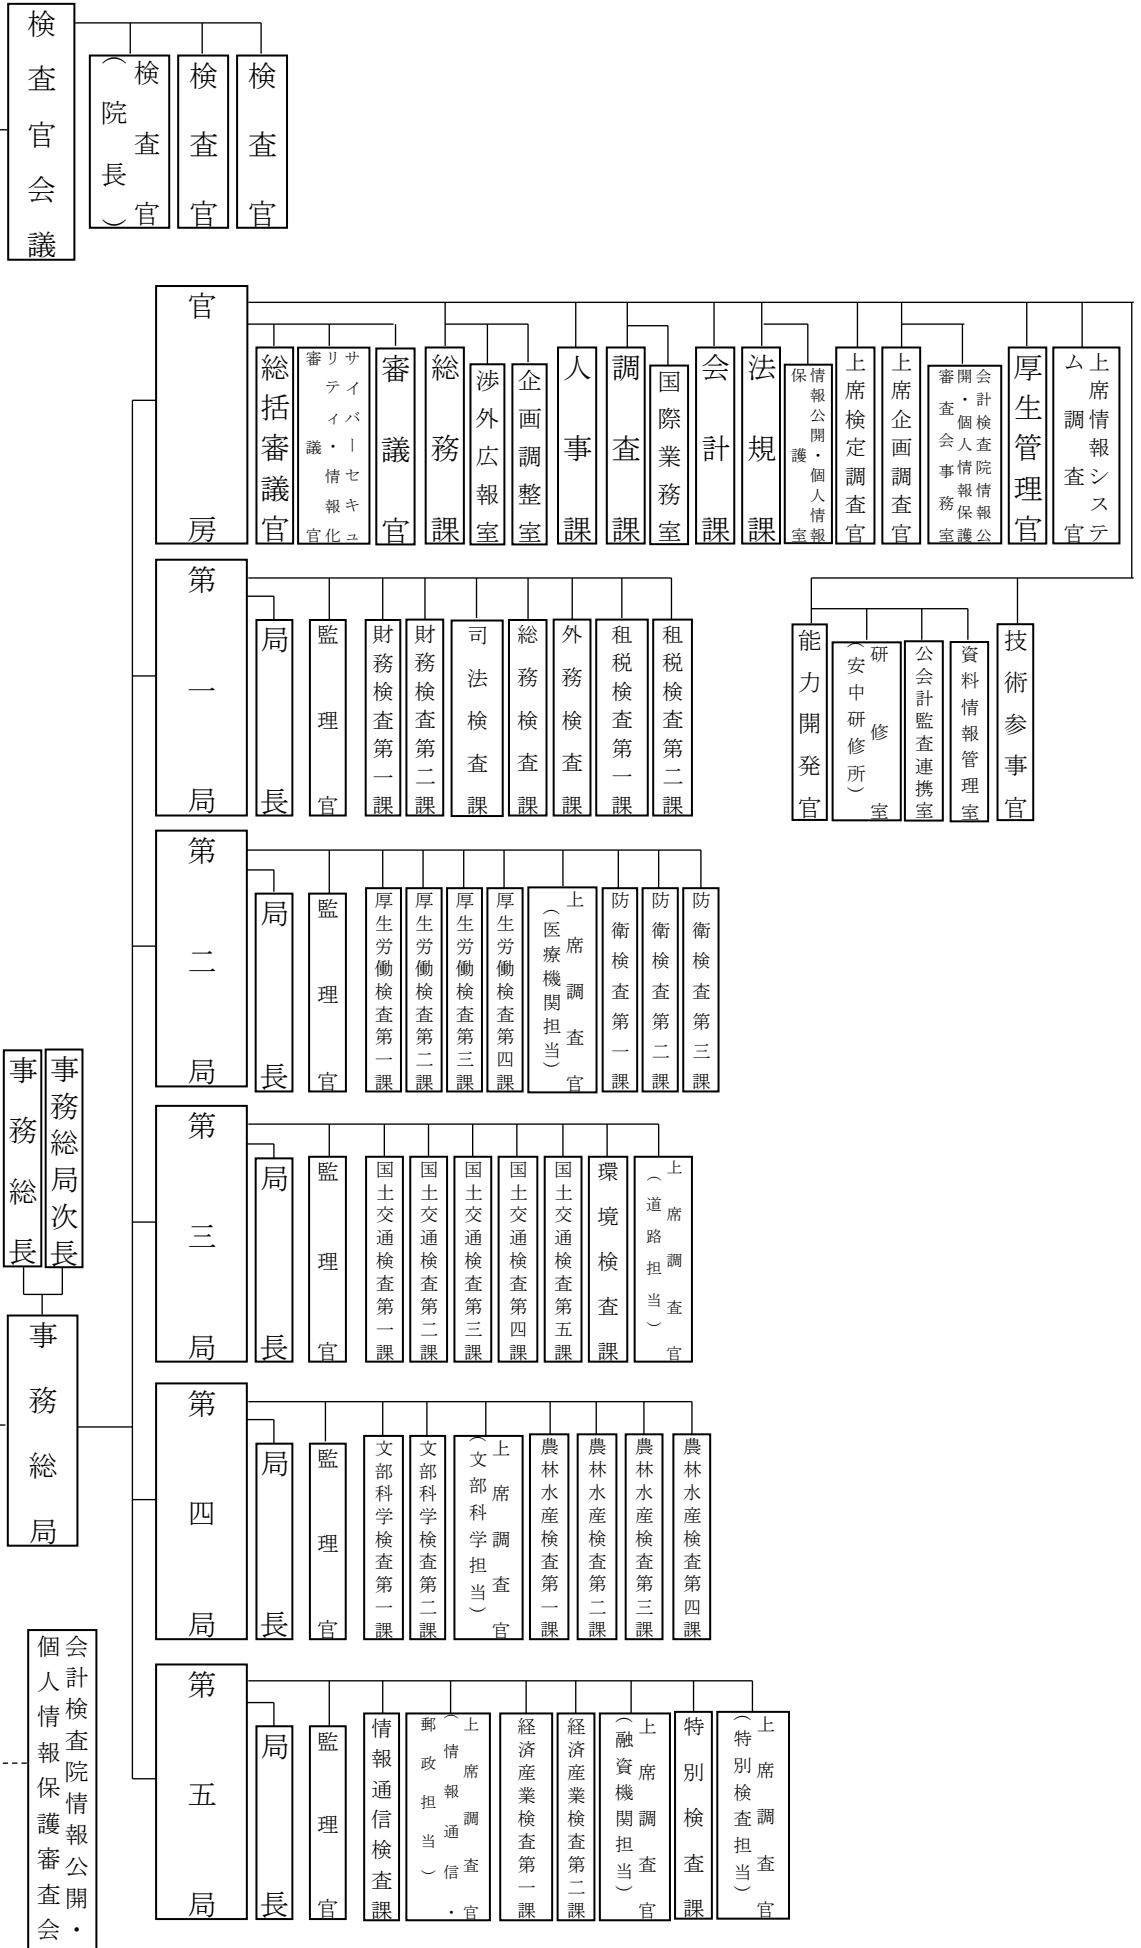 検査官会議
検査官
（院長）
検査官
検査官
官房
総括審議官
サイバーセキュ
リティ・情報化
審議官
審議官
総務課
渉外広報室
企画調整室
人事課
調査課
国際業務室
会計課
法規課
情報公開・個人情報
保護室
上席検定調査官
上席企画調査官
会計検査院情報公
開・個人情報保護
審査会事務室
厚生管理官
上席情報システ
ム調査官
能力開発官
研修室
（安中研修所）
公会計監査連携室
資料情報管理室
技術参事官
第一局
局長
監理官
財務検査第一課
財務検査第二課
司法検査課
総務検査課
外務検査課
租税検査第一課
租税検査第二課
第二局
局長
監理官
厚生労働検査第一課
厚生労働検査第二課
厚生労働検査第三課
厚生労働検査第四課
上席調査官
（医療機関担当）
防衛検査第一課
防衛検査第二課
防衛検査第三課
第三局
局長
監理官
国土交通検査第一課
国土交通検査第二課
国土交通検査第三課
国土交通検査第四課
国土交通検査第五課
環境検査課
上席調査官
（道路担当）
事務総長
事務総局次長
事務総局
第四局
局長
監理官
文部科学検査第一課
文部科学検査第二課
上席調査官
（文部科学担当）
農林水産検査第一課
農林水産検査第二課
農林水産検査第三課
農林水産検査第四課
第五局
局長
監理官
情報通信検査課
上席調査官
（情報通信・
郵政担当）
経済産業検査第一課
経済産業検査第二課
上席調査官
（融資機関担当）
特別検査課
上席調査官
（特別検査担当）
会計検査院情報公開・
個人情報保護審査会